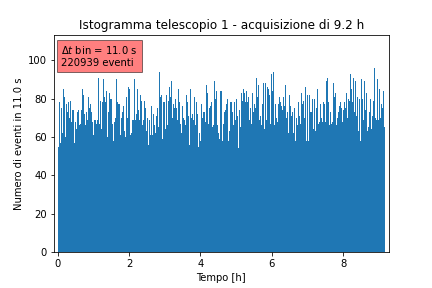 Istogramma telescopio 1 - acquisizione di 9.2 h
Δt bin = 11.0 s
220939 eventi
Numero di eventi in 11.0 s
100
80
60
40
20
0
0 2 4 6 8
Tempo [h]